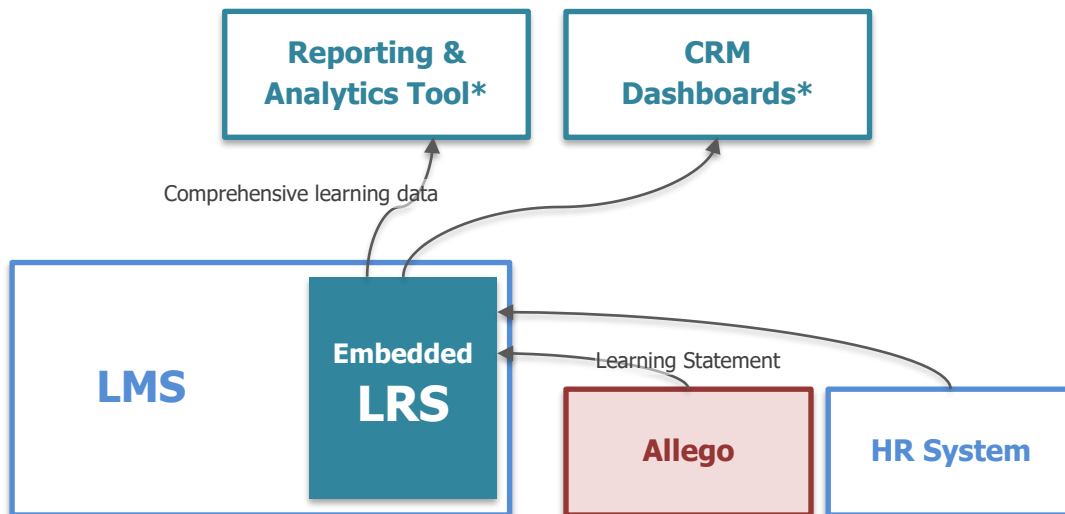 Reporting &
Analytics Tool*
CRM
Dashboards*
Comprehensive learning data
LMS
Embedded
LRS
Learning Statement
Allego
HR System